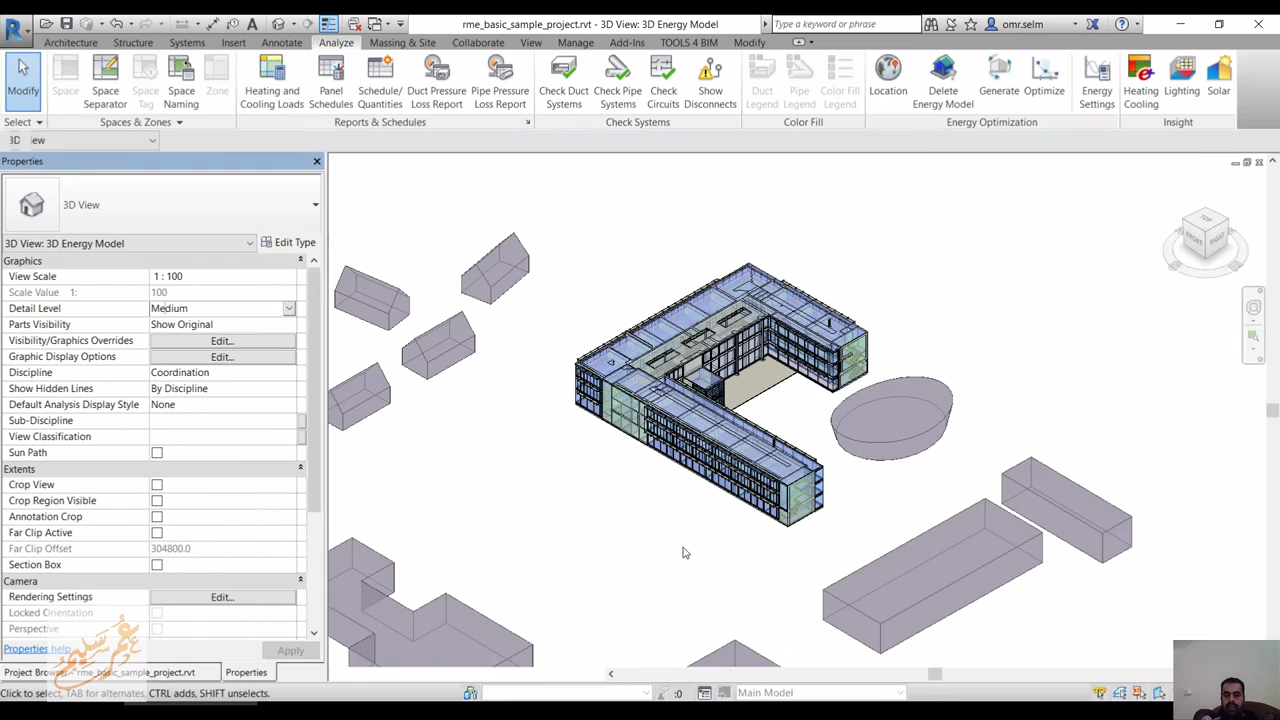 rme_basic_sample_project.rvt - 3D View: 3D Energy Model
Type a keyword or phrase
omr.selm
Architecture Structure Systems Insert Annotate Analyze Massing & Site Collaborate View Manage Add-Ins TOOLS 4 BIM Modify
Modify
Space
Space Separator
Space Tag
Space Naming
Zone
Heating and Cooling Loads
Panel Schedules
Schedule/ Quantities
Duct Pressure Loss Report
Pipe Pressure Loss Report
Check Duct Systems
Check Pipe Systems
Check Circuits
Show Disconnects
Duct Legend
Pipe Legend
Color Fill Legend
Location
Delete Energy Model
Generate
Optimize
Energy Settings
Heating Cooling
Lighting
Solar
Select Spaces & Zones Reports & Schedules Check Systems Color Fill Energy Optimization Insight
Properties
3D View
3D View: 3D Energy Model Edit Type
Graphics
View Scale 1 : 100
Scale Value 1: 100
Detail Level Medium
Parts Visibility Show Original
Visibility/Graphics Overrides Edit...
Graphic Display Options Edit...
Discipline Coordination
Show Hidden Lines By Discipline
Default Analysis Display Style None
Sub-Discipline
View Classification
Sun Path
Extents
Crop View
Crop Region Visible
Annotation Crop
Far Clip Active
Far Clip Offset 304800.0
Section Box
Camera
Rendering Settings Edit...
Locked Orientation
Perspective
Properties help Apply
Properties
Click to select, TAB for alternates, CTRL adds, SHIFT unselects.
:0
Main Model
TOP
FRONT
RIGHT
عمر سليم